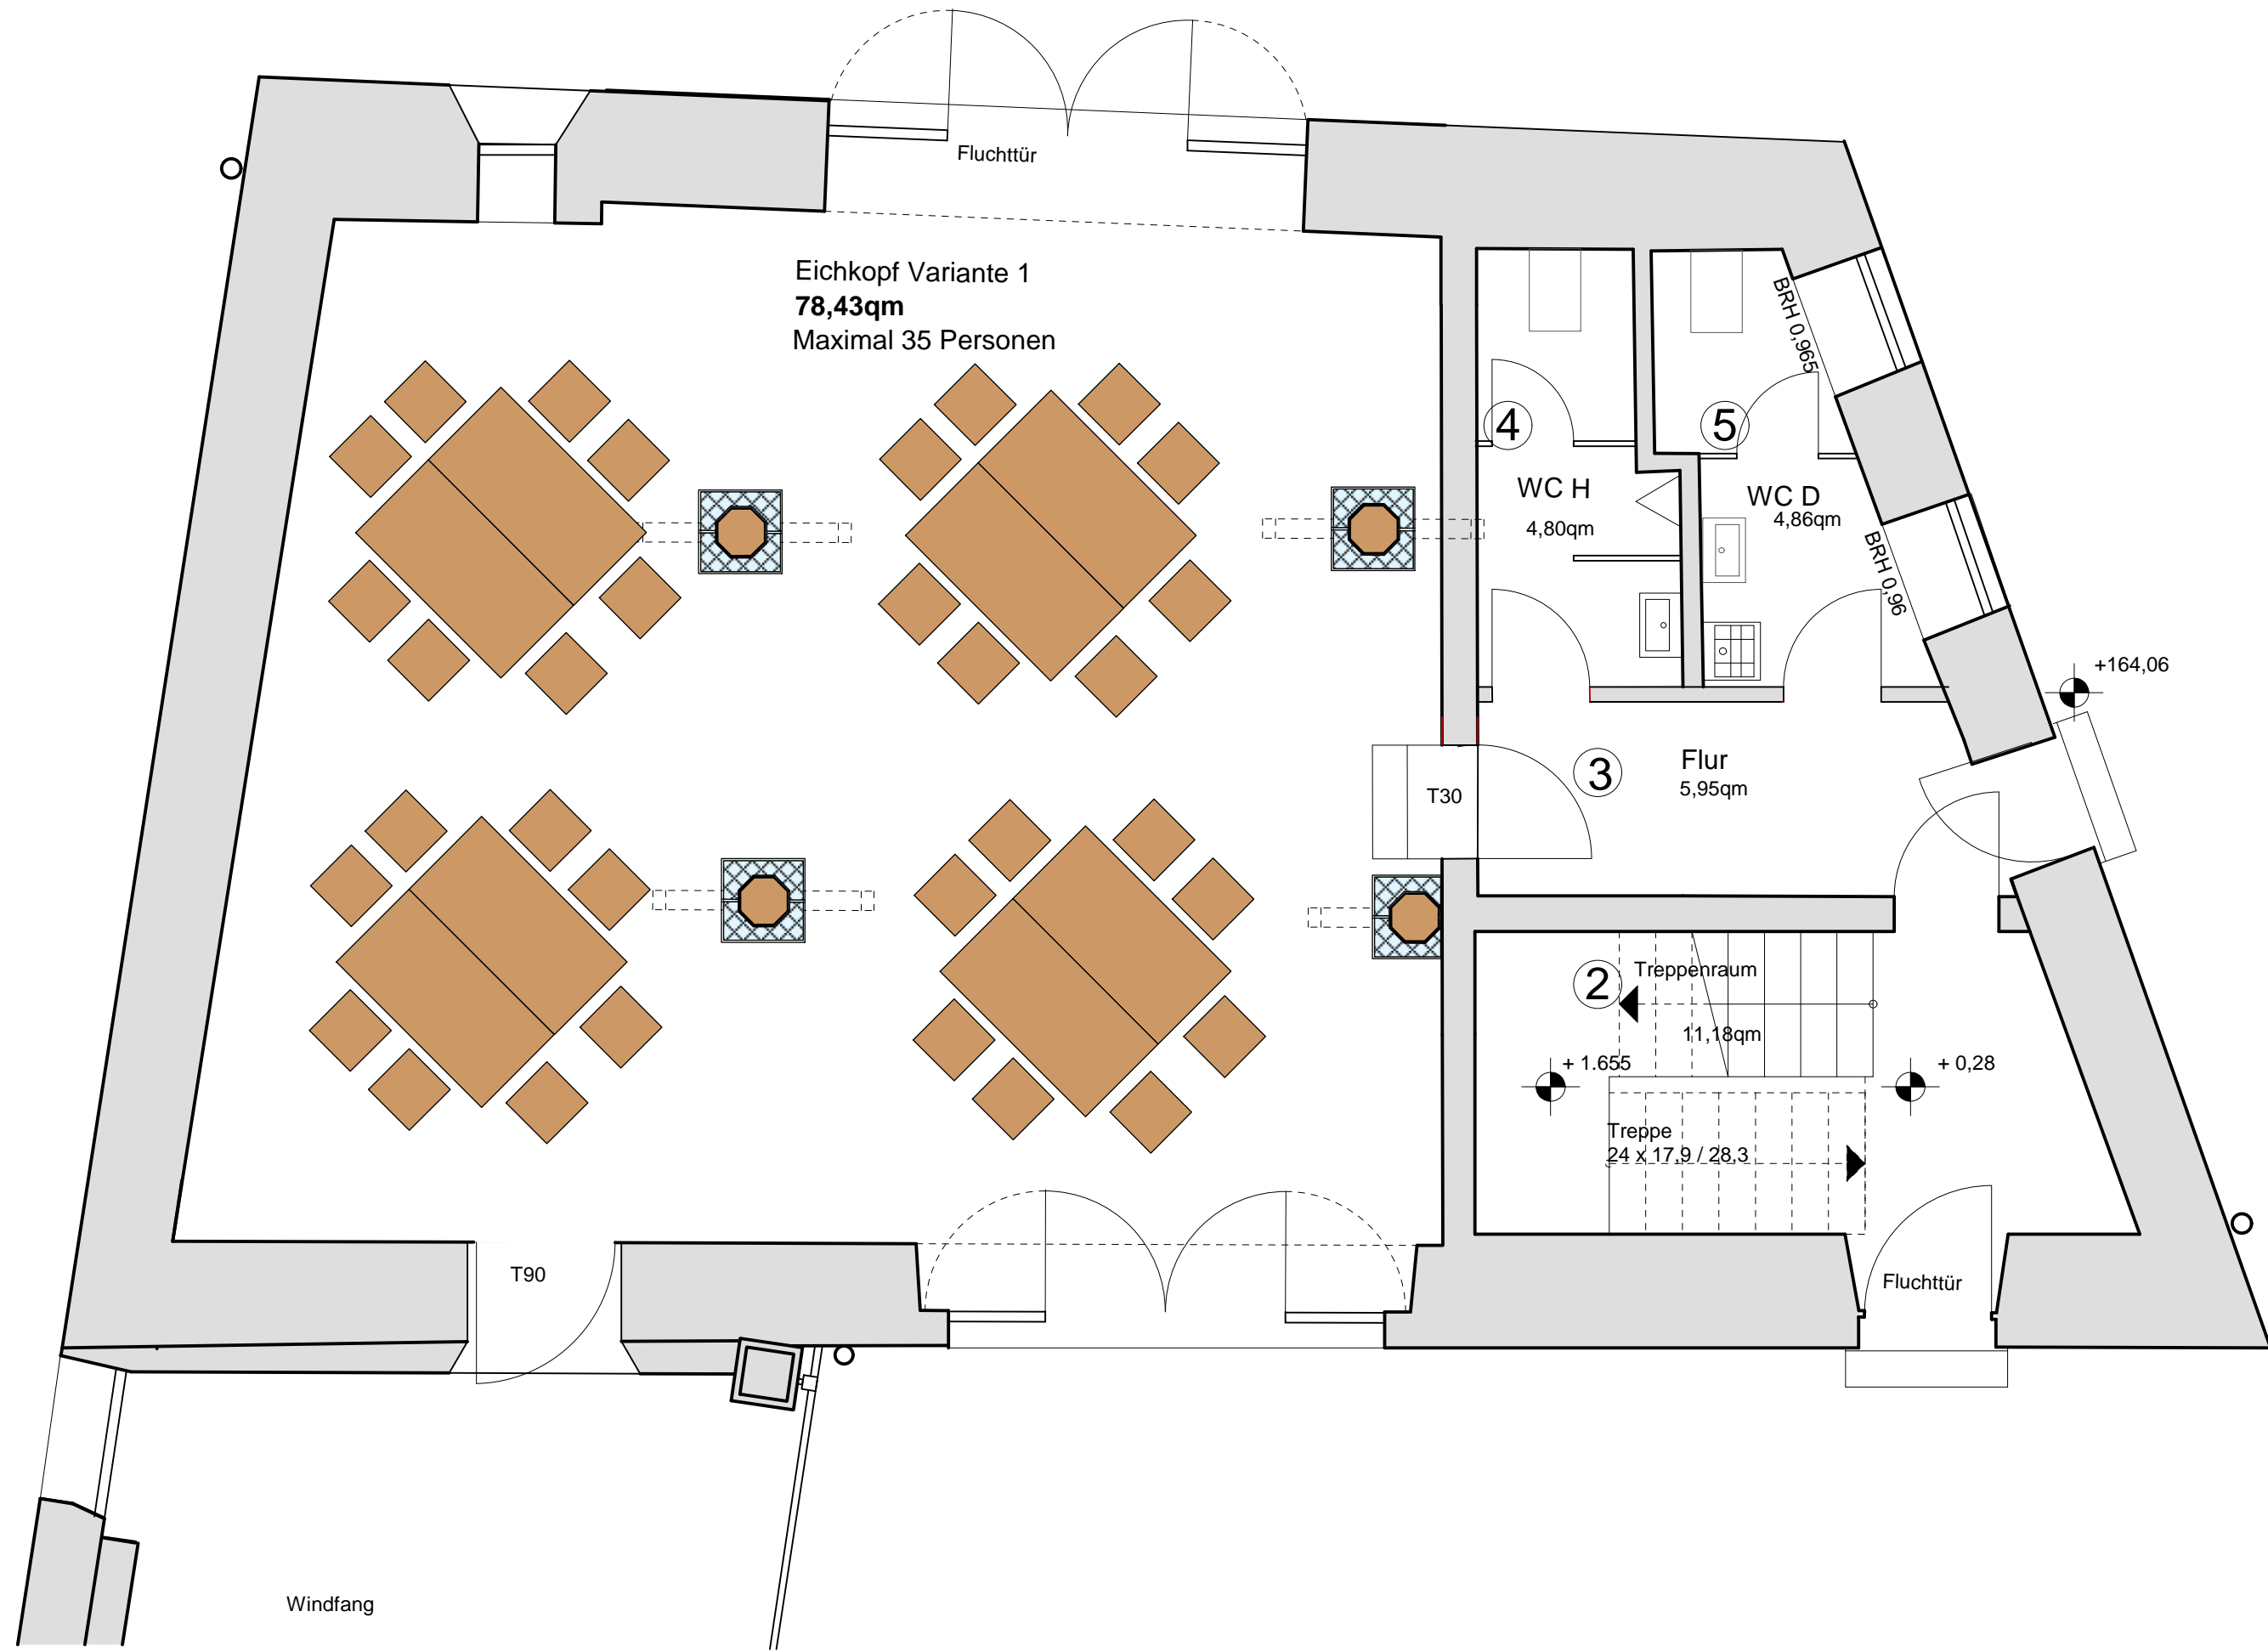 Fluchttür
Eichkopf Variante 1
78,43qm
Maximal 35 Personen
BRH 0,965
4
5
WC H
4,80qm
WC D
4,86qm
BRH 0,96
+164,06
3
Flur
5,95qm
T30
2
Treppenraum
11,18qm
+ 1.655
+ 0,28
Treppe
24 x 17,9 / 28,3
T90
Fluchttür
Windfang